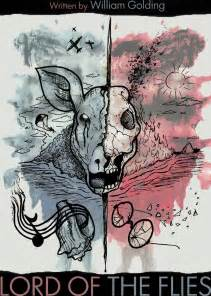 Written by William Golding
LORD OF THE FLIES